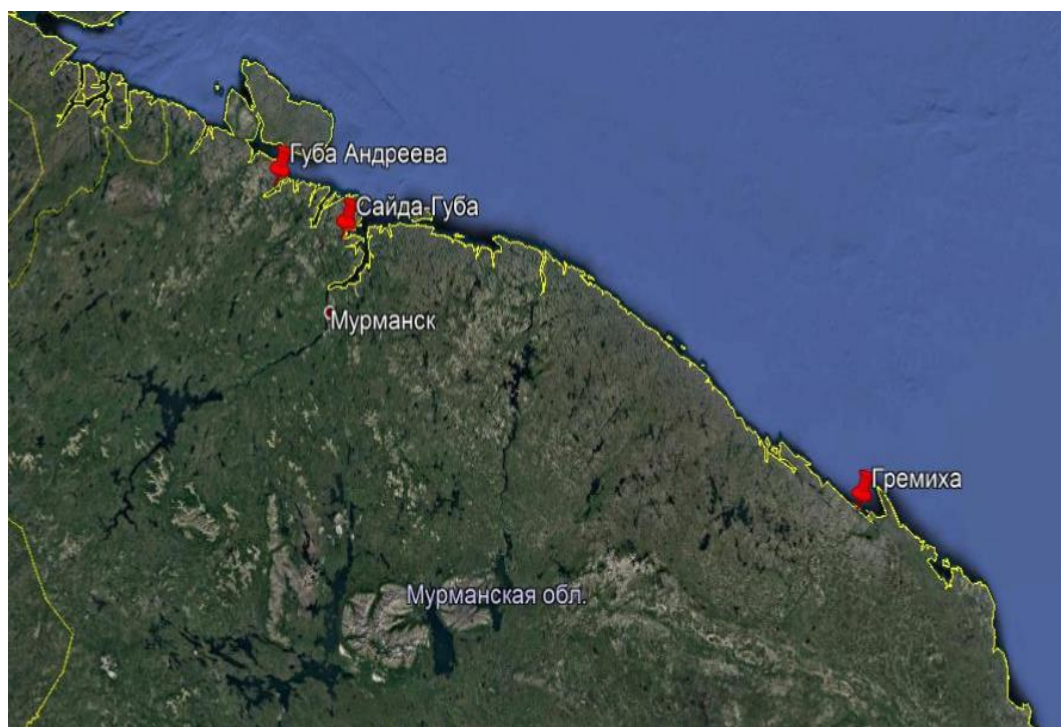 Губа Андреева
Сайда-Губа
Мурманск
Гремиха
Мурманская обл.